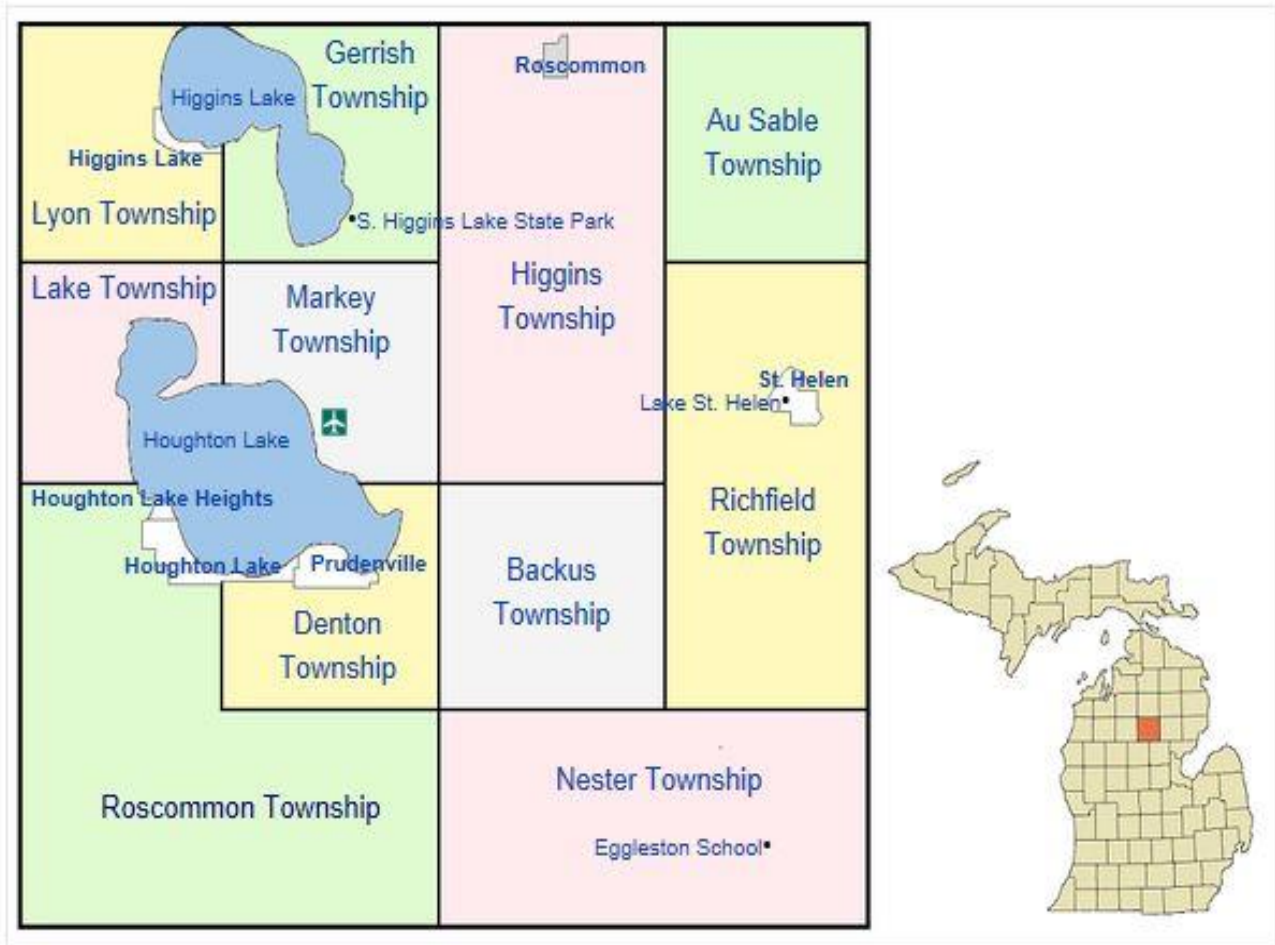 Gerrish
Township
Roscommon
Higgins Lake
Au Sable
Township
Higgins Lake
Lyon Township
S. Higgins Lake State Park
Lake Township
Markey
Township
Higgins
Township
St. Helen
Lake St. Helen
Houghton Lake
Houghton Lake Heights
Richfield
Township
Houghton Lake
Prudenville
Backus
Township
Denton
Township
Nester Township
Roscommon Township
Eggleston School